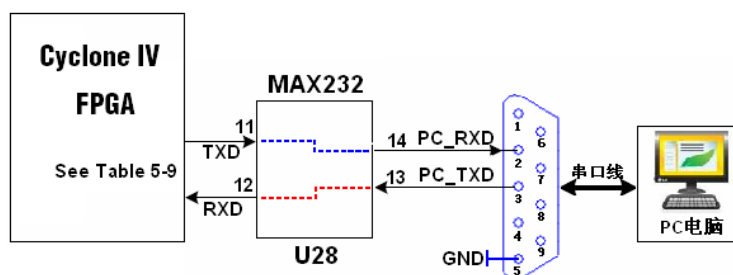 Cyclone IV
FPGA
See Table 5-9
MAX232
11
TXD
12
RXD
U28
14 PC_RXD
13 PC_TXD
GND
1
2
3
4
5
6
7
8
9
串口线
PC电脑